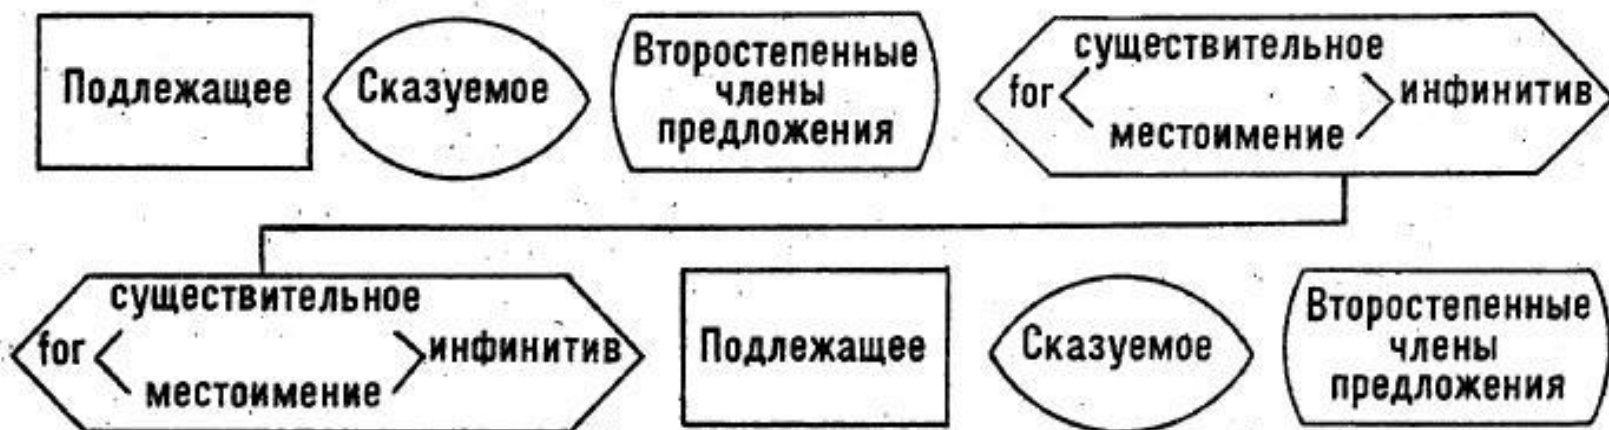 Подлежащее
Сказуемое
Второстепенные
члены
предложения
for
существительное
местоимение
инфинитив
for
существительное
местоимение
инфинитив
Подлежащее
Сказуемое
Второстепенные
члены
предложения